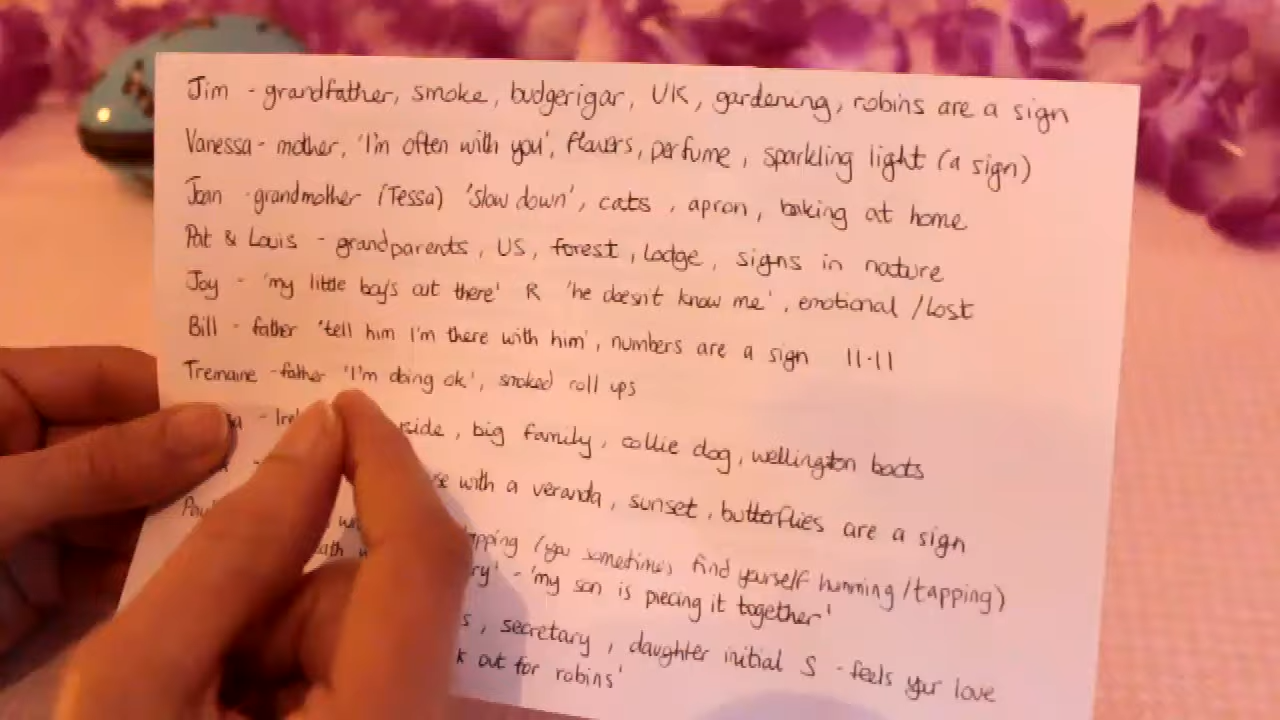 Jim - grandfather, smoke, budgerigar, UK, gardening, robins are a sign
Vanessa - mother, 'I'm often with you', flowers, perfume, sparkling light (a sign)
Joan - grandmother (Tessa) 'slow down', cats, apron, baking at home
Pat & Louis - grandparents, US, forest, lodge, signs in nature
Joy - 'my little boy's out there' R 'he doesn't know me', emotional / lost
Bill - father 'tell him I'm there with him', numbers are a sign 11-11
Tremaine - father 'I'm doing ok', smoked roll ups
big family, collie dog, wellington boots
with a veranda, sunset, butterflies are a sign
(you sometimes find yourself humming/tapping)
- 'my son is piecing it together'
, secretary, daughter initial S - feels your love
out for robins'